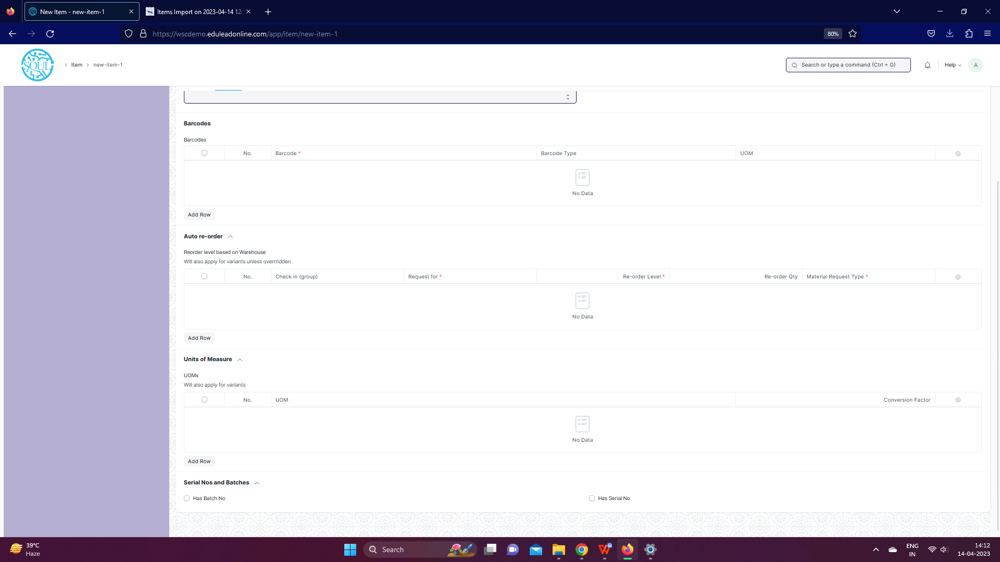 New Item - new-item-1
Items Import on 2023-04-14 12:5
https://wscdemo.eduleadonline.com/app/item/new-item-1
80%
SOUL
Item
new-item-1
Search or type a command (Ctrl + G)
Help
A
Barcodes
Barcodes
No. Barcode * Barcode Type UOM
No Data
Add Row
Auto re-order
Reorder level based on Warehouse
Will also apply for variants unless overrridden
No. Check in (group) Request for * Re-order Level * Re-order Qty Material Request Type *
No Data
Add Row
Units of Measure
UOMs
Will also apply for variants
No. UOM Conversion Factor
No Data
Add Row
Serial Nos and Batches
Has Batch No
Has Serial No
39°C
Haze
Search
ENG
IN
14:12
14-04-2023